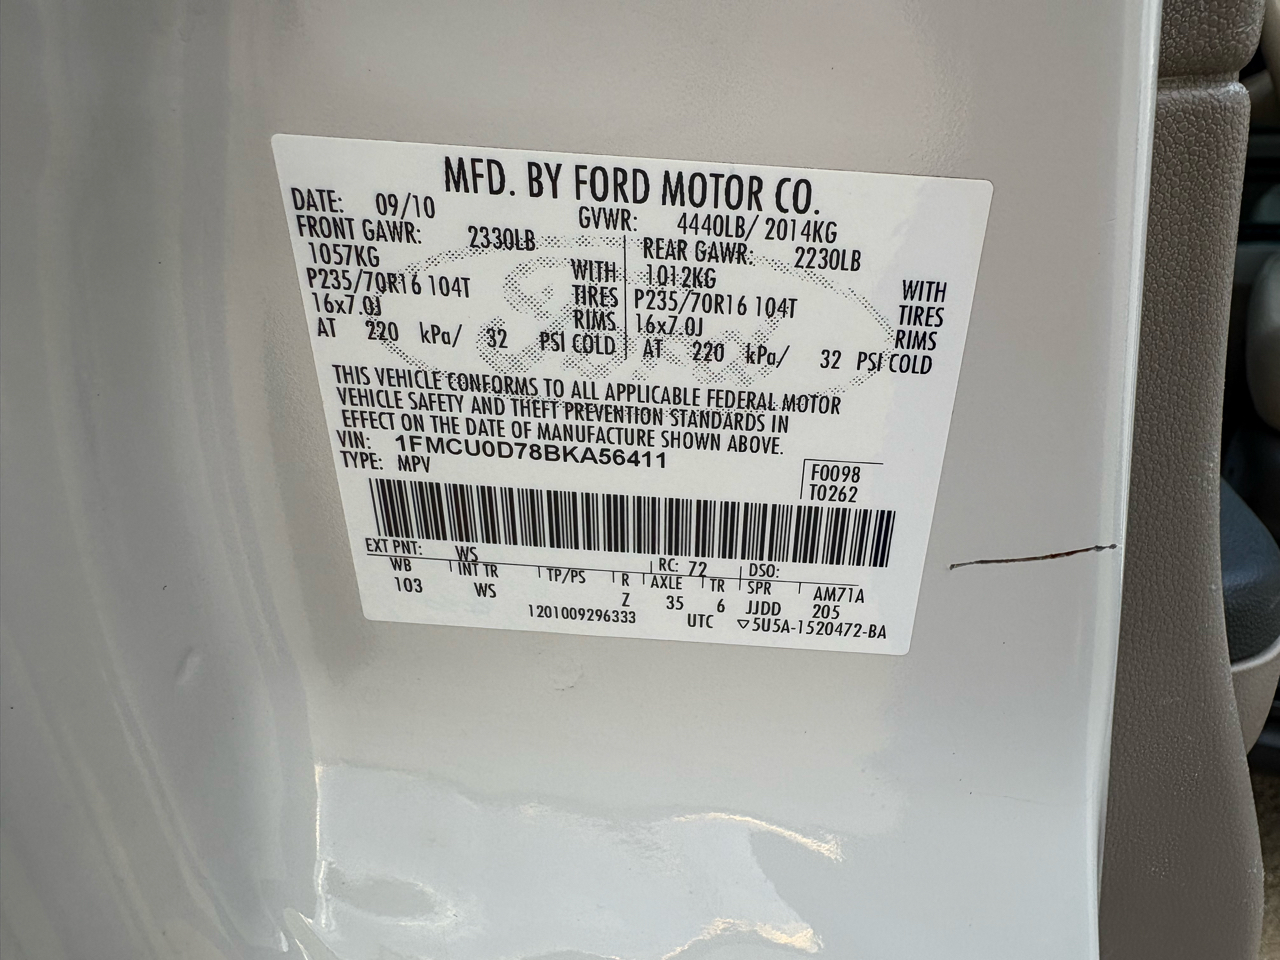 MFD. BY FORD MOTOR CO.
DATE: 09/10 GVWR: 4440LB/ 2014KG
FRONT GAWR: 2330LB REAR GAWR: 2230LB
1057KG WITH 1012KG WITH
P235/70R16 104T TIRES P235/70R16 104T TIRES
16x7.0J RIMS 16x7.0J RIMS
AT 220 kPa/ 32 PSI COLD AT 220 kPa/ 32 PSI COLD
THIS VEHICLE CONFORMS TO ALL APPLICABLE FEDERAL MOTOR
VEHICLE SAFETY AND THEFT PREVENTION STANDARDS IN
EFFECT ON THE DATE OF MANUFACTURE SHOWN ABOVE.
VIN: 1FMCU0D78BKA56411
TYPE: MPV
F0098
T0262
EXT PNT: WS RC: 72 DSO:
WB INT TR TP/PS R AXLE TR SPR AM71A
103 WS Z 35 6 JJDD 205
1201009296333 UTC ▽5U5A-1520472-BA